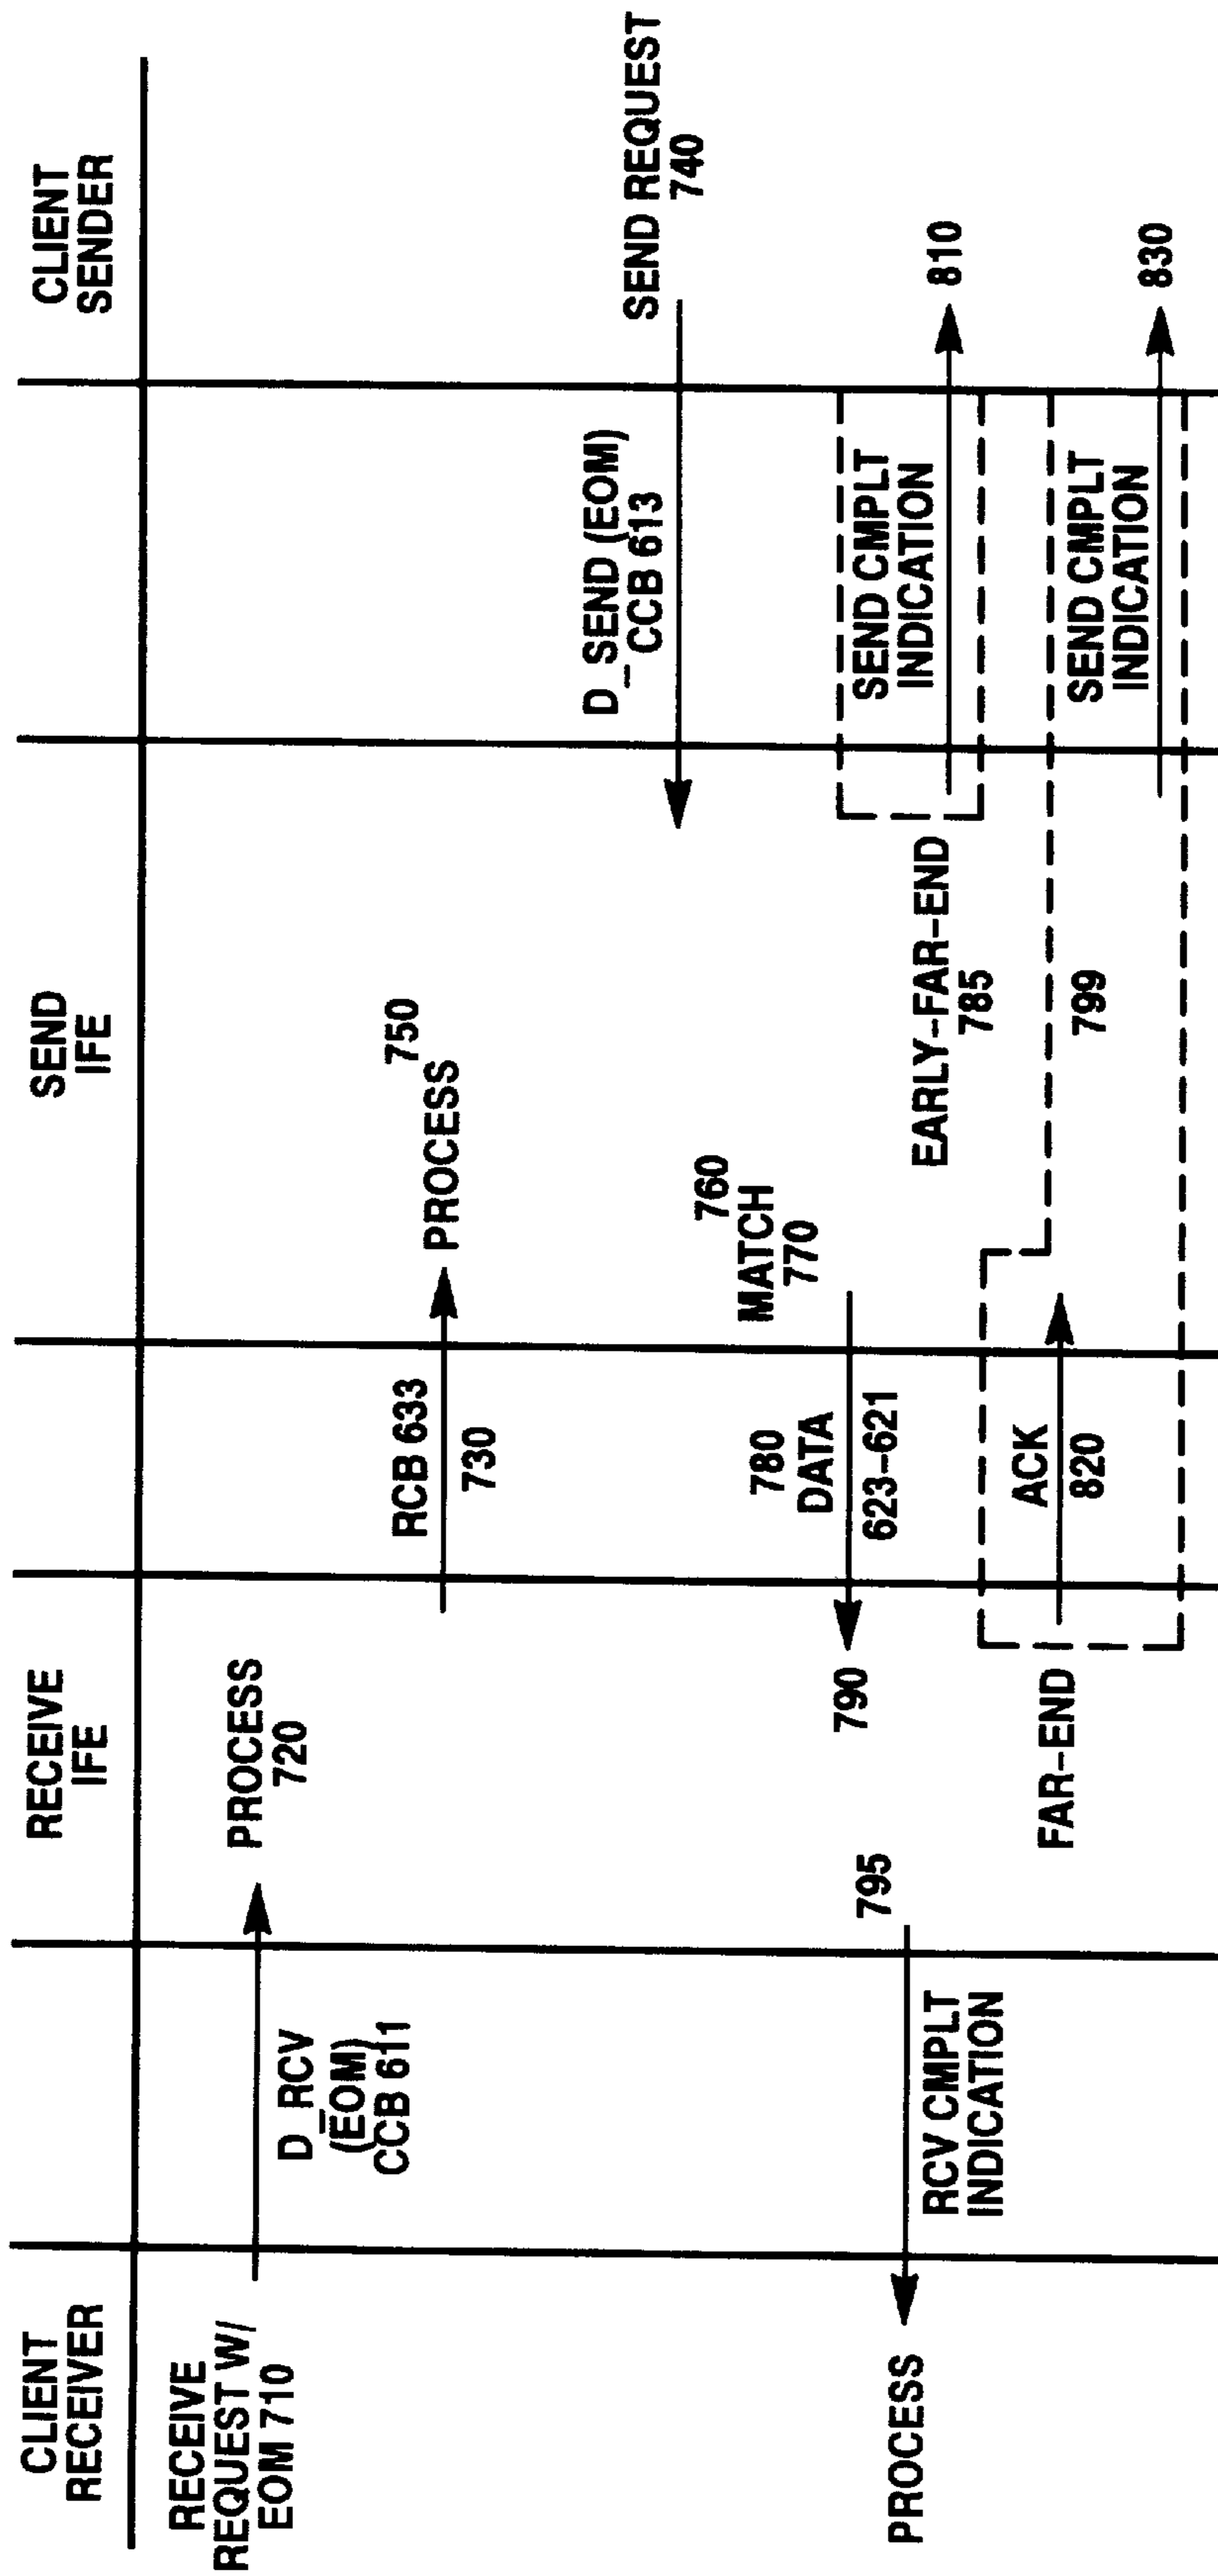 CLIENT
RECEIVER
RECEIVE
IFE
SEND
IFE
CLIENT
SENDER
RECEIVE
REQUEST W/
EOM 710
D_RCV
(EOM)
CCB 611
PROCESS
720
RCB 633
730
750
PROCESS
SEND REQUEST
740
D_SEND (EOM)
CCB 613
760
MATCH
770
780
DATA
623-621
790
795
RCV CMPLT
INDICATION
PROCESS
EARLY-FAR-END
785
SEND CMPLT
INDICATION
810
FAR-END
ACK
820
799
SEND CMPLT
INDICATION
830